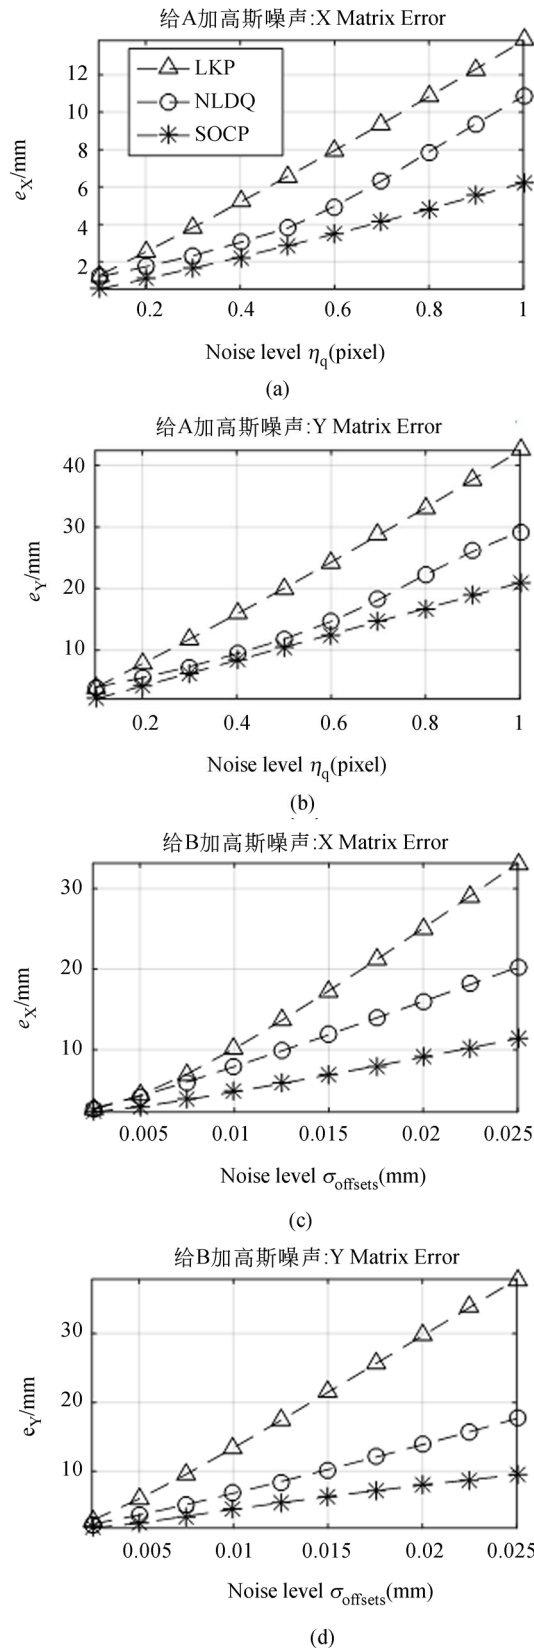 给A加高斯噪声:X Matrix Error
12
10
8
6
4
2
e_X/mm
LKP
NLDQ
SOCP
0.2 0.4 0.6 0.8 1
Noise level η_q(pixel)
(a)
给A加高斯噪声:Y Matrix Error
40
30
20
10
e_Y/mm
0.2 0.4 0.6 0.8 1
Noise level η_q(pixel)
(b)
给B加高斯噪声:X Matrix Error
30
20
10
e_X/mm
0.005 0.01 0.015 0.02 0.025
Noise level σ_offsets(mm)
(c)
给B加高斯噪声:Y Matrix Error
30
20
10
e_Y/mm
0.005 0.01 0.015 0.02 0.025
Noise level σ_offsets(mm)
(d)